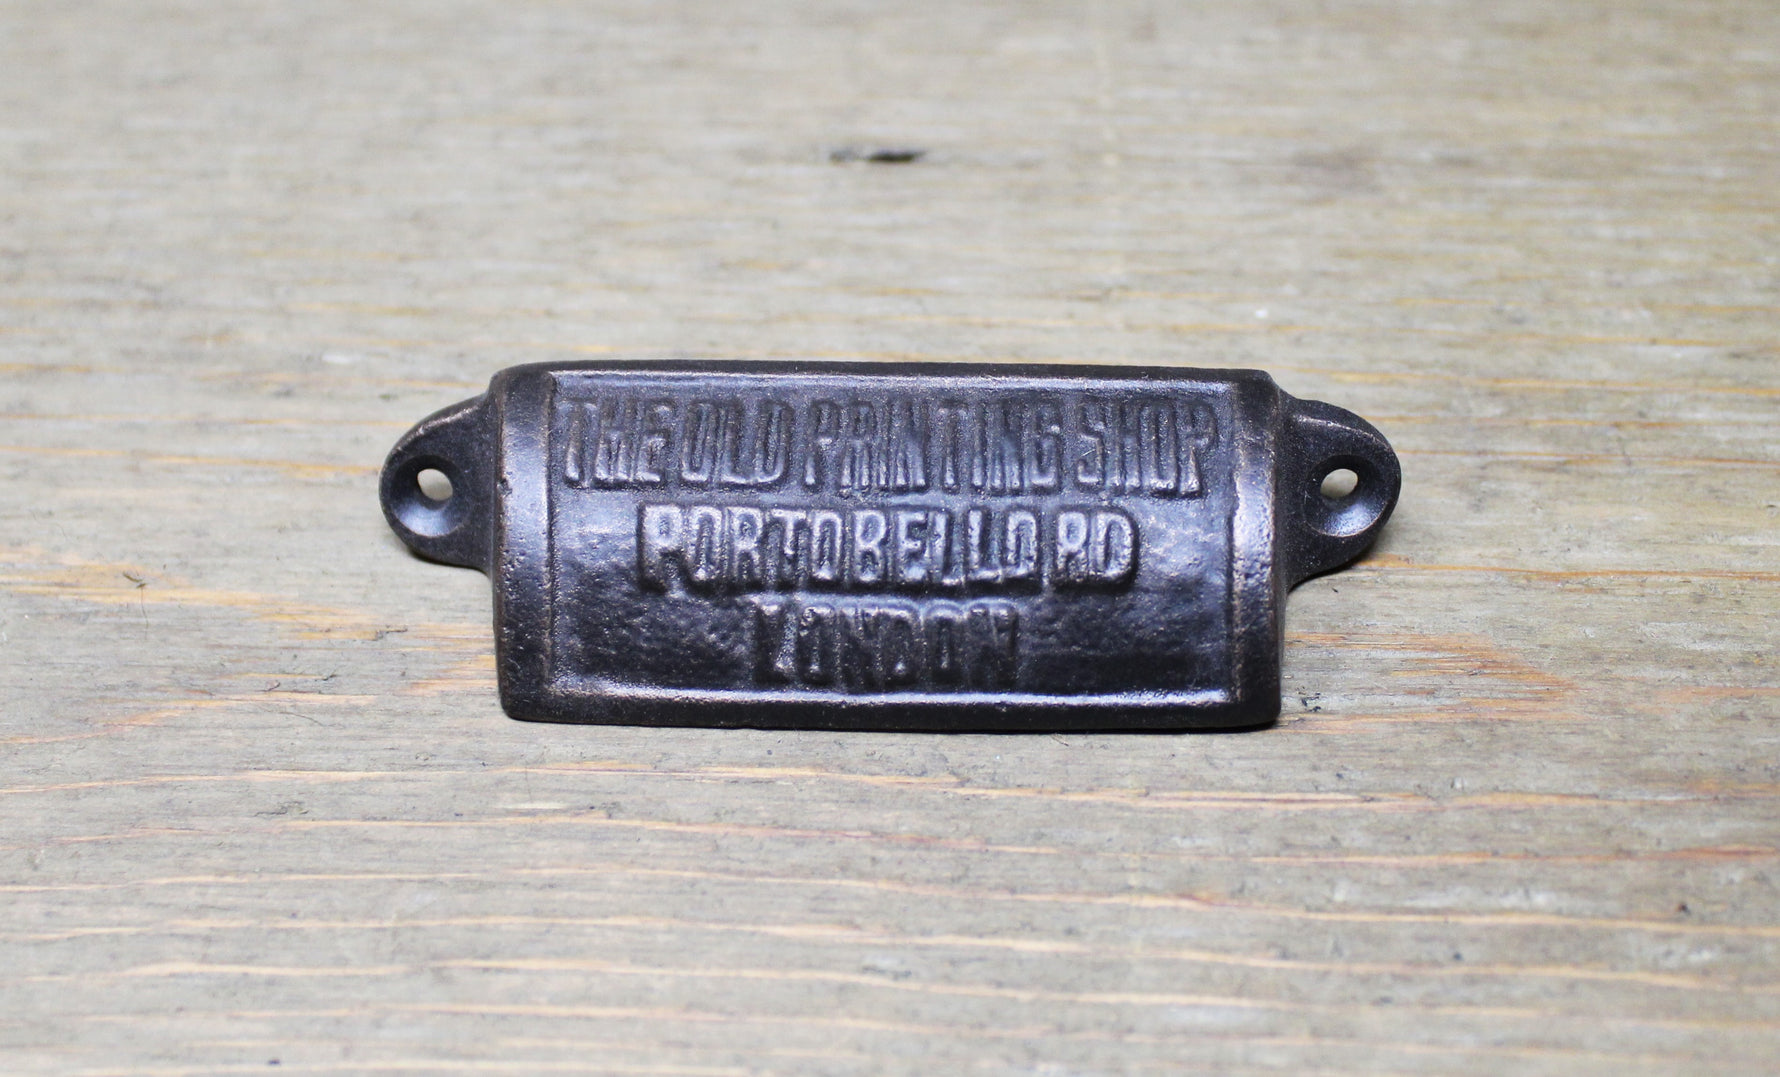 THE OLD PRINTING SHOP
PORTOBELLO RD
LONDON